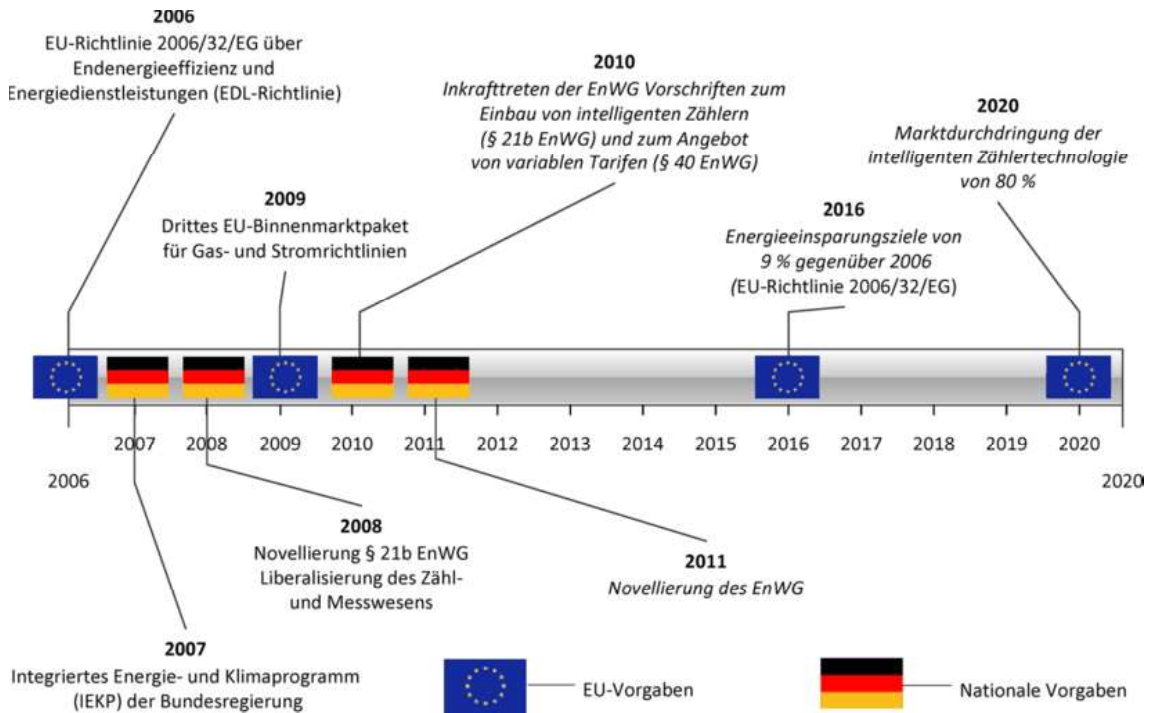 2006
EU-Richtlinie 2006/32/EG über
Endenergieeffizienz und
Energiedienstleistungen (EDL-Richtlinie)
2010
Inkrafttreten der EnWG Vorschriften zum
Einbau von intelligenten Zählern
(§ 21b EnWG) und zum Angebot
von variablen Tarifen (§ 40 EnWG)
2020
Marktdurchdringung der
intelligenten Zählertechnologie
von 80 %
2009
Drittes EU-Binnenmarktpaket
für Gas- und Stromrichtlinien
2016
Energieeinsparungsziele von
9 % gegenüber 2006
(EU-Richtlinie 2006/32/EG)
2007 2008 2009 2010 2011 2012 2013 2014 2015 2016 2017 2018 2019 2020
2006 2020
2008
Novellierung § 21b EnWG
Liberalisierung des Zähl-
und Messwesens
2011
Novellierung des EnWG
2007
Integriertes Energie- und Klimaprogramm
(IEKP) der Bundesregierung
EU-Vorgaben
Nationale Vorgaben